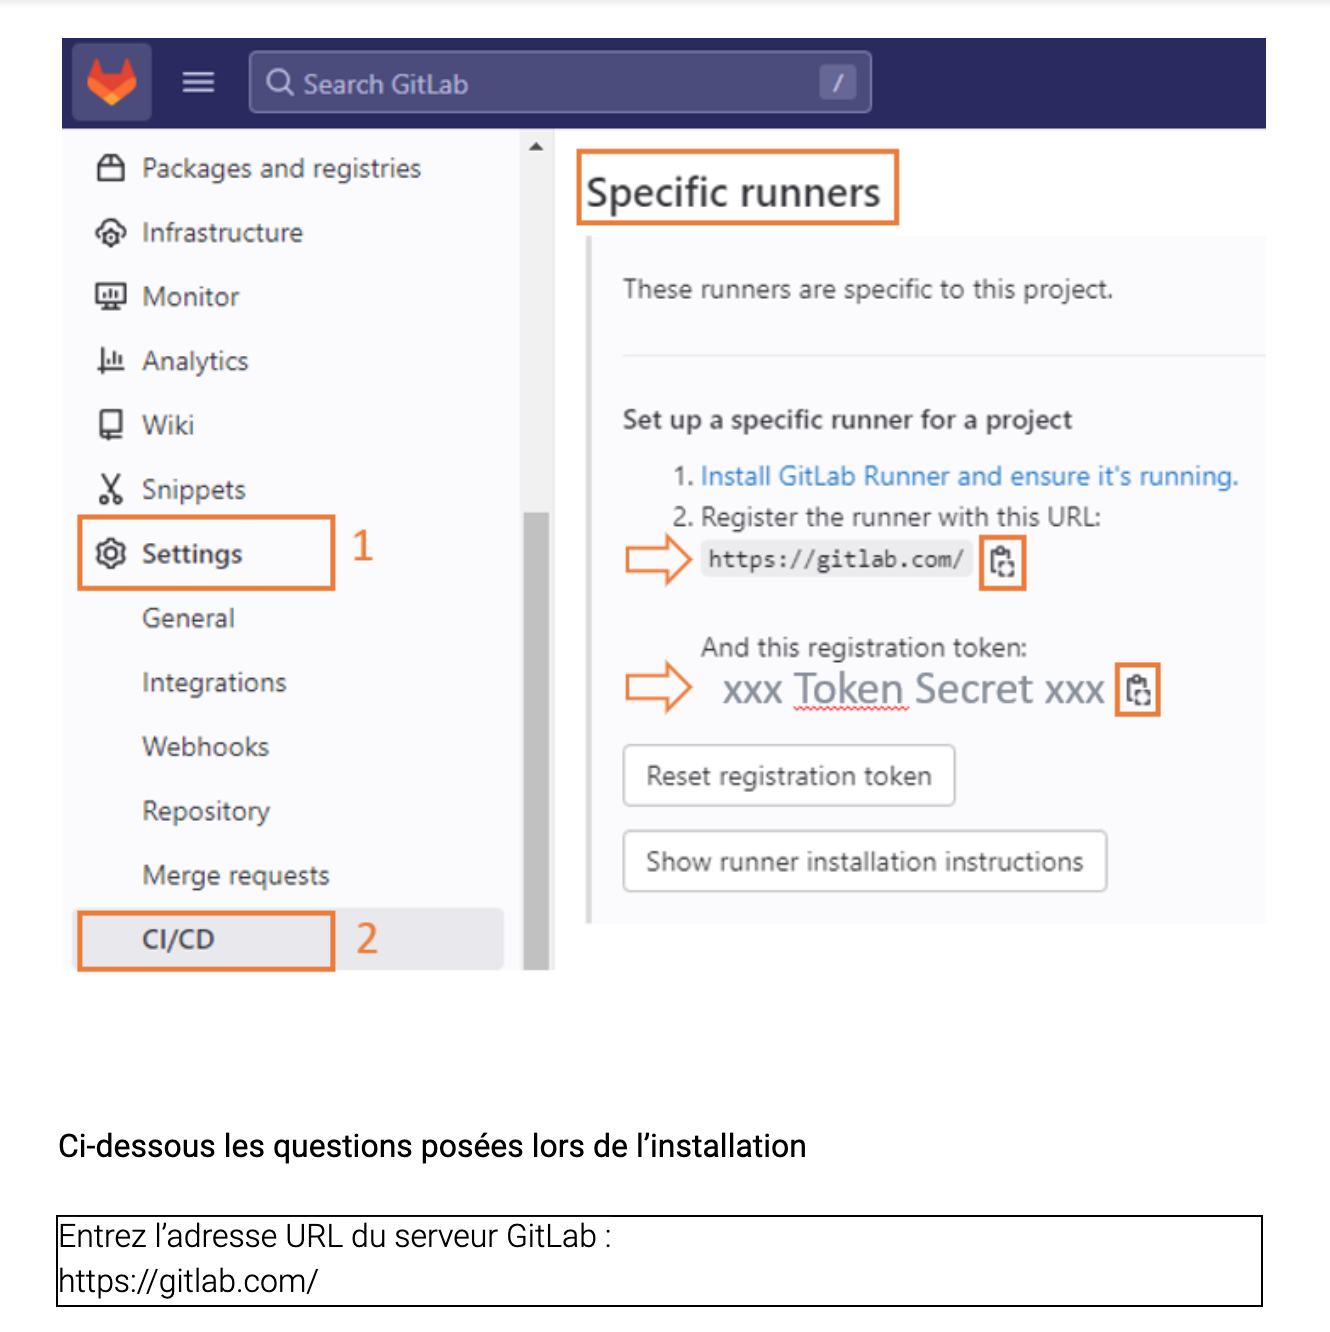 Search GitLab /
Packages and registries
Infrastructure
Monitor
Analytics
Wiki
Snippets
Settings 1
General
Integrations
Webhooks
Repository
Merge requests
CI/CD 2
Specific runners
These runners are specific to this project.
Set up a specific runner for a project
1. Install GitLab Runner and ensure it's running.
2. Register the runner with this URL:
https://gitlab.com/
And this registration token:
xxx Token Secret xxx
Reset registration token
Show runner installation instructions
Ci-dessous les questions posées lors de l’installation
Entrez l’adresse URL du serveur GitLab :
https://gitlab.com/